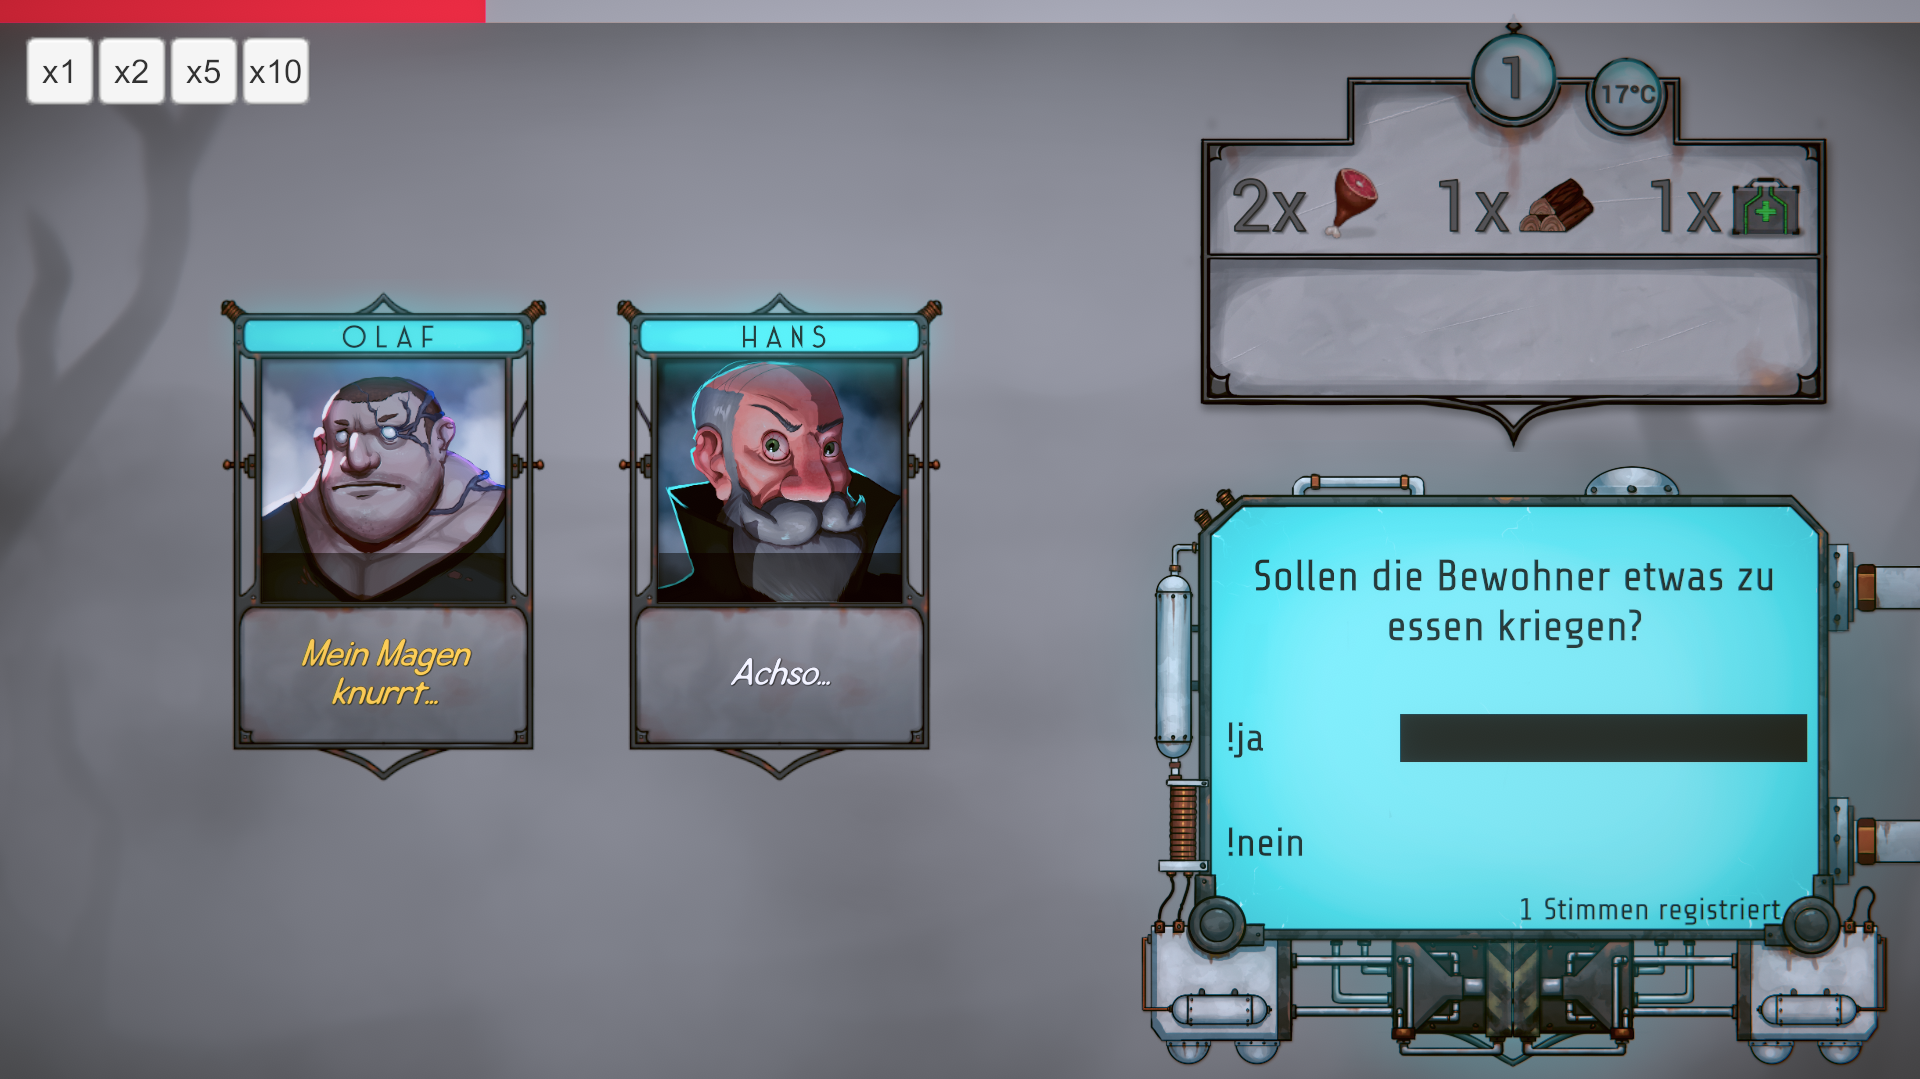 x1 x2 x5 x10
1
17°C
2x 1x 1x
OLAF
Mein Magen
knurrt...
HANS
Achso...
Sollen die Bewohner etwas zu
essen kriegen?
!ja
!nein
1 Stimmen registriert